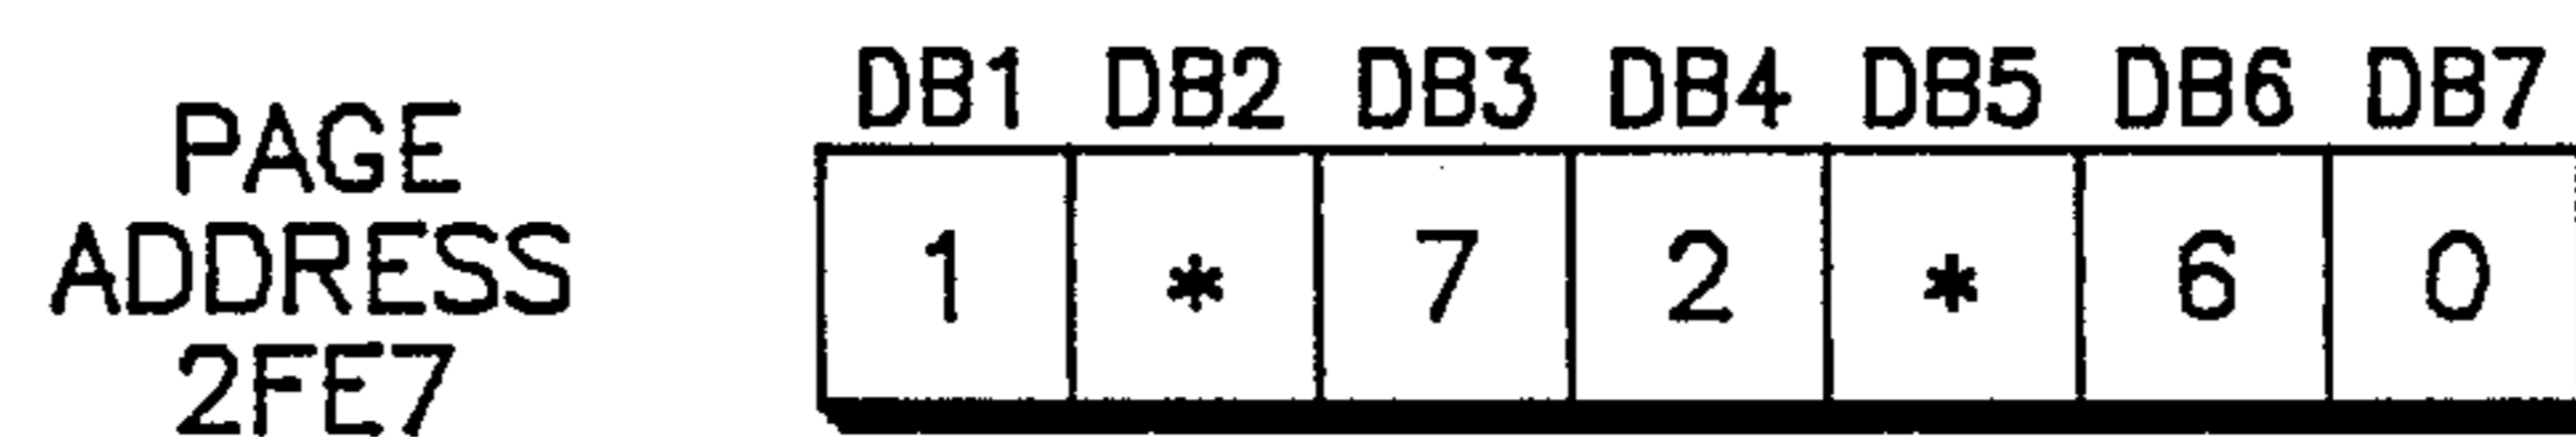 DB1 DB2 DB3 DB4 DB5 DB6 DB7
PAGE
ADDRESS
2FE7
1 * 7 2 * 6 0